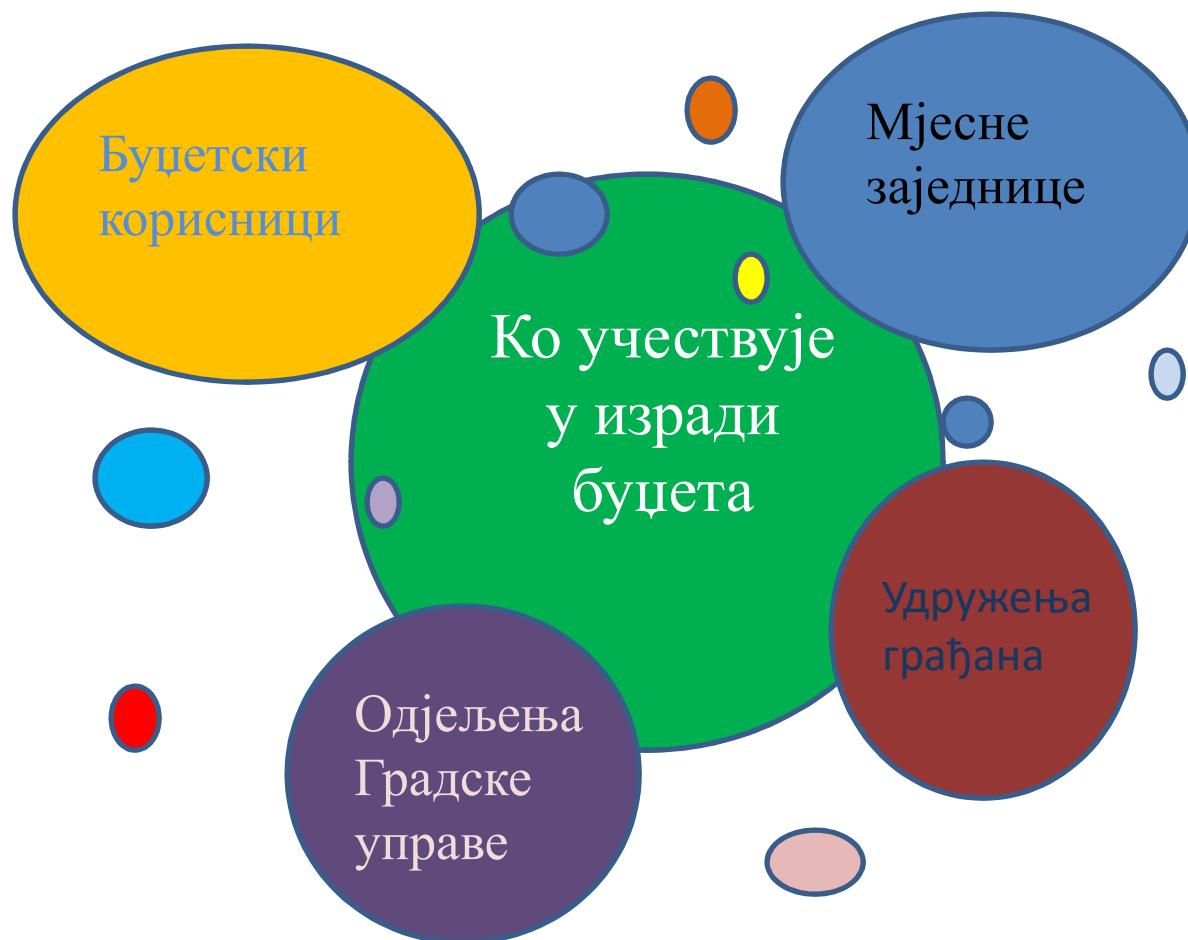 Буџетски
корисници
Мјесне
заједнице
Ко учествује
у изради
буџета
Удружења
грађана
Одјељења
Градске
управе